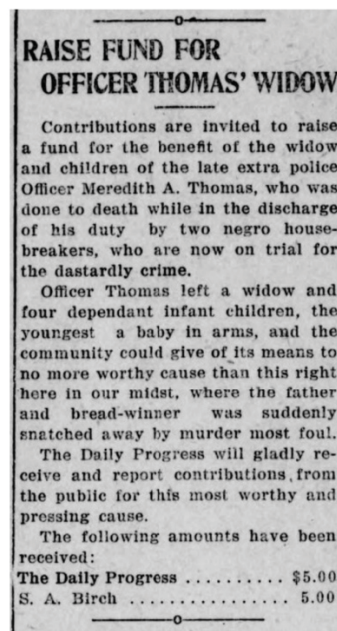 RAISE FUND FOR
OFFICER THOMAS' WIDOW
Contributions are invited to raise
a fund for the benefit of the widow
and children of the late extra police
Officer Meredith A. Thomas, who was
done to death while in the discharge
of his duty by two negro house-
breakers, who are now on trial for
the dastardly crime.
Officer Thomas left a widow and
four dependant infant children, the
youngest a baby in arms, and the
community could give of its means to
no more worthy cause than this right
here in our midst, where the father
and bread-winner was suddenly
snatched away by murder most foul.
The Daily Progress will gladly re-
ceive and report contributions, from
the public for this most worthy and
pressing cause.
The following amounts have been
received:
The Daily Progress .......... $5.00
S. A. Birch ................ 5.00